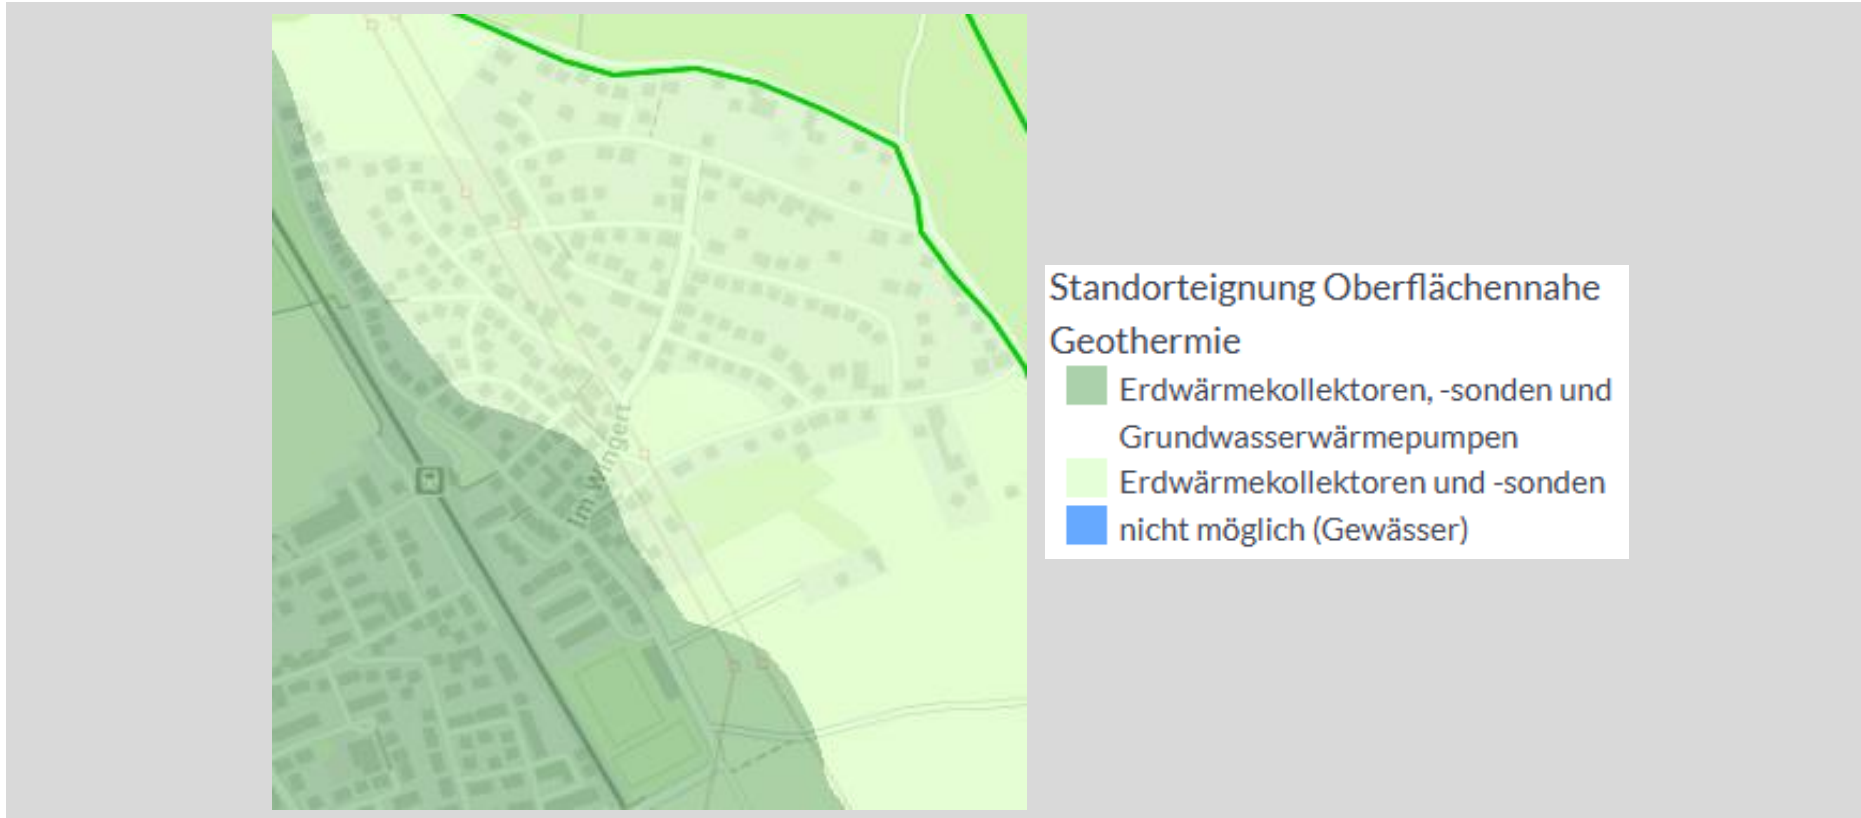 Im Wingert
Standorteignung Oberflächennahe
Geothermie
Erdwärmekollektoren, -sonden und
Grundwasserwärmepumpen
Erdwärmekollektoren und -sonden
nicht möglich (Gewässer)